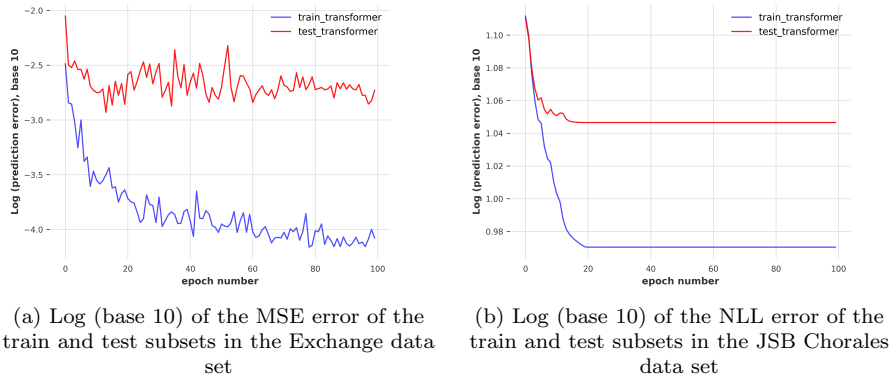 −2.0
−2.5
−3.0
−3.5
−4.0
Log (prediction error), base 10
train_transformer
test_transformer
0 20 40 60 80 100
epoch number
1.10
1.08
1.06
1.04
1.02
1.00
0.98
Log (prediction error), base 10
train_transformer
test_transformer
0 20 40 60 80 100
epoch number
(a) Log (base 10) of the MSE error of the
train and test subsets in the Exchange data
set
(b) Log (base 10) of the NLL error of the
train and test subsets in the JSB Chorales
data set